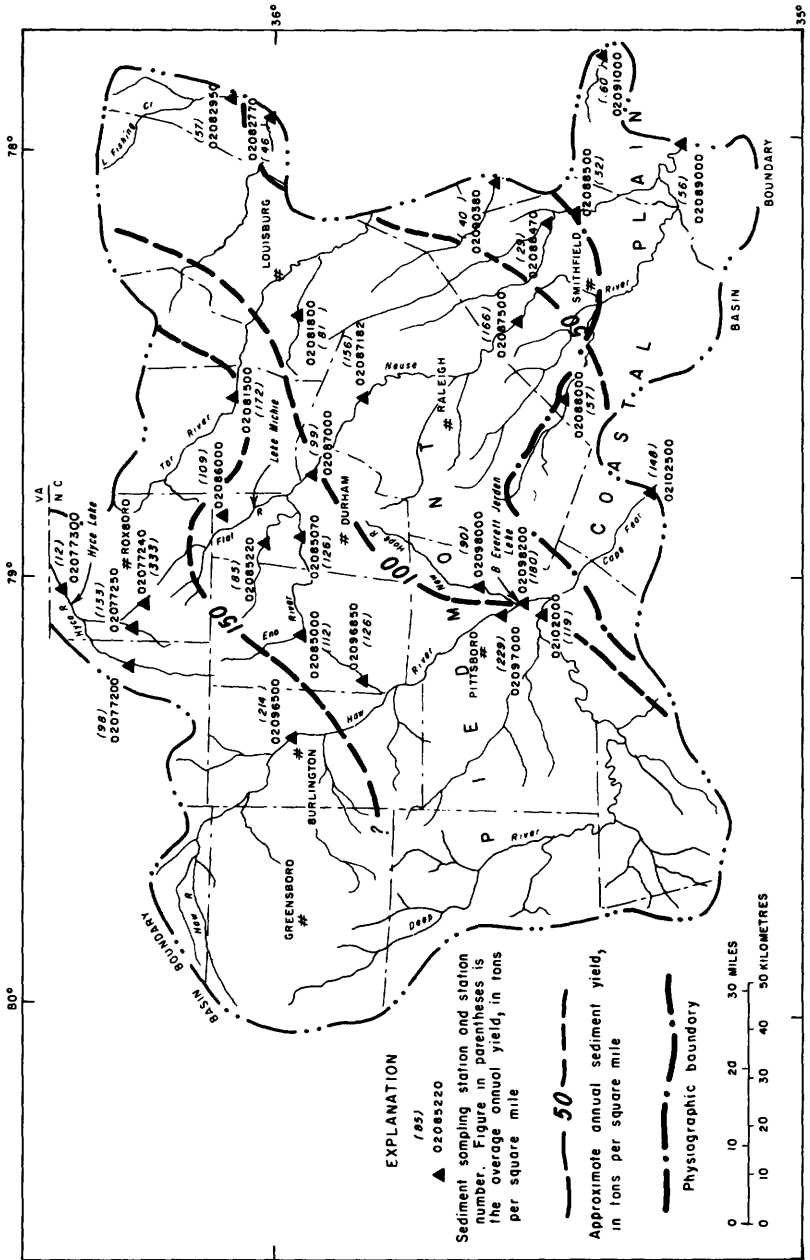 80°
79°
78°
36°
35°
VA
N C
BASIN BOUNDARY
Haw R
GREENSBORO
#
BURLINGTON
#
(214)
02096500
Haw River
Deep River
(98)
02077200
(12)
02077300
Hyco R
Hyco Lake
(133)
02077250
# ROXBORO
02077240
(333)
150
Flat R
(109)
02086000
Lake Michie
(85)
02085220
Eno River
02085000
(112)
02085070
(126)
02096850
(126)
# DURHAM
Tar River
02081500
(172)
(99)
02087000
100
New Hope R
(90)
02098000
B Everett Jordan Lake
02098200
(180)
PITTSBORO
#
(229)
02097000
02102000
(119)
PIEDMONT
LOUISBURG
#
02081800
(81)
02087182
(156)
Neuse River
# RALEIGH
(166)
02087500
L Fishing Cr
(57)
02082950
02082770
(46)
(40)
02090380
(29)
02088470
SMITHFIELD
#
02088500
(32)
50
02088000
(57)
(60)
02091000
(56)
02089000
COASTAL PLAIN
Cape Fear
(148)
02102500
BASIN BOUNDARY
?
EXPLANATION
(85)
02085220
Sediment sampling station and station
number. Figure in parentheses is
the average annual yield, in tons
per square mile
50
Approximate annual sediment yield,
in tons per square mile
Physiographic boundary
0 10 20 30 MILES
0 10 20 30 40 50 KILOMETRES